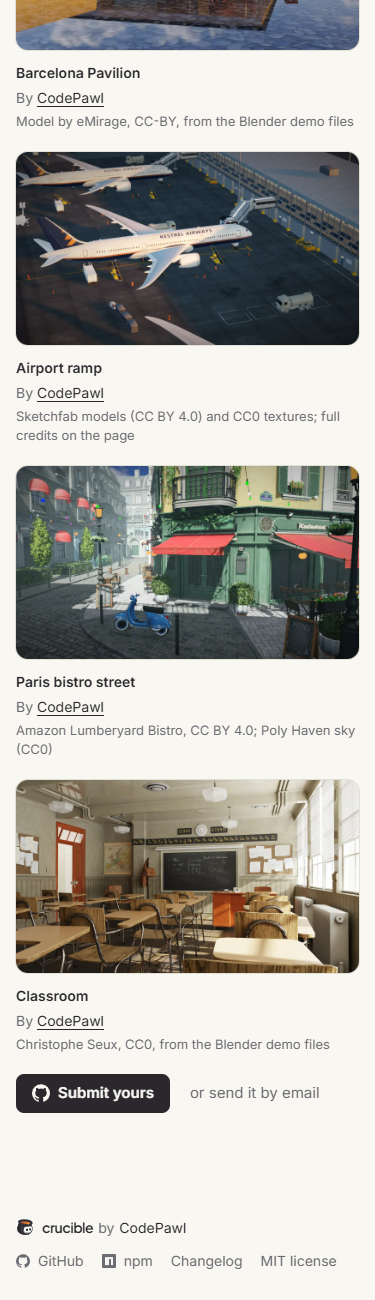 Barcelona Pavilion
By CodePawl
Model by eMirage, CC-BY, from the Blender demo files
KESTREL AIRWAYS
Airport ramp
By CodePawl
Sketchfab models (CC BY 4.0) and CC0 textures; full
credits on the page
Restaurant
Paris bistro street
By CodePawl
Amazon Lumberyard Bistro, CC BY 4.0; Poly Haven sky
(CC0)
Classroom
By CodePawl
Christophe Seux, CC0, from the Blender demo files
Submit yours or send it by email
crucible by CodePawl
GitHub npm Changelog MIT license